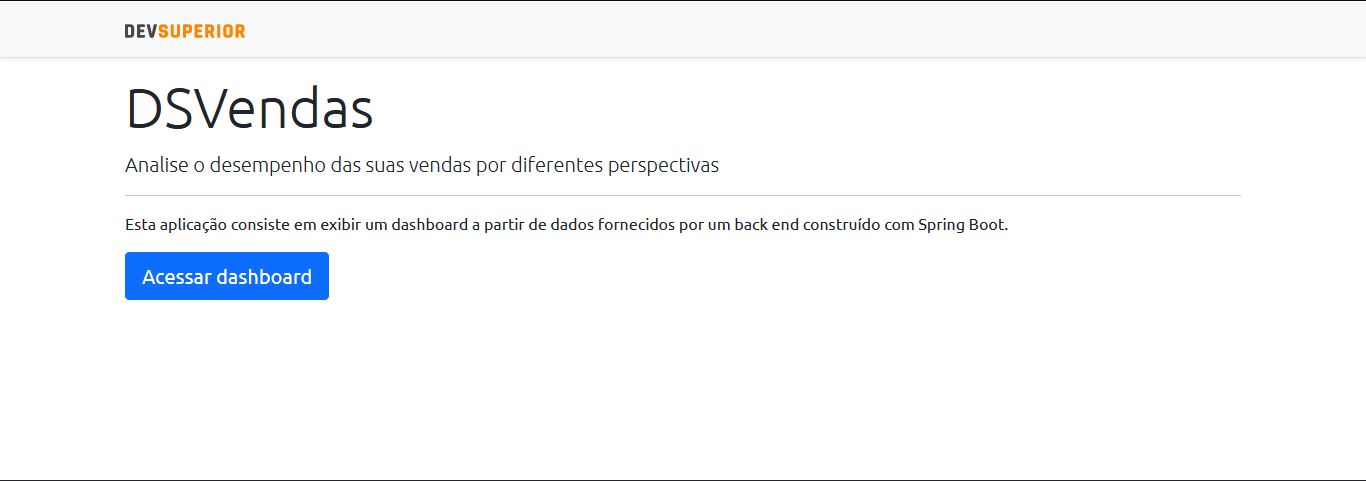 DEVSUPERIOR
DSVendas
Analise o desempenho das suas vendas por diferentes perspectivas
Esta aplicação consiste em exibir um dashboard a partir de dados fornecidos por um back end construído com Spring Boot.
Acessar dashboard